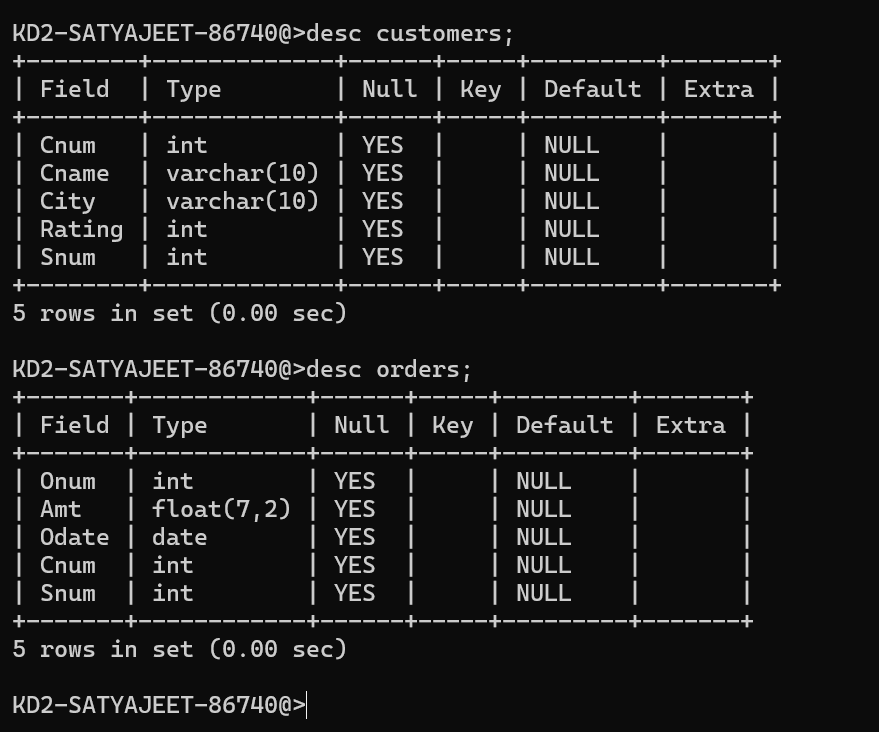 KD2-SATYAJEET-86740@>desc customers;
+--------+-------------+------+-----+---------+-------+
| Field  | Type        | Null | Key | Default | Extra |
+--------+-------------+------+-----+---------+-------+
| Cnum   | int         | YES  |     | NULL    |       |
| Cname  | varchar(10) | YES  |     | NULL    |       |
| City   | varchar(10) | YES  |     | NULL    |       |
| Rating | int         | YES  |     | NULL    |       |
| Snum   | int         | YES  |     | NULL    |       |
+--------+-------------+------+-----+---------+-------+
5 rows in set (0.00 sec)

KD2-SATYAJEET-86740@>desc orders;
+-------+------------+------+-----+---------+-------+
| Field | Type       | Null | Key | Default | Extra |
+-------+------------+------+-----+---------+-------+
| Onum  | int        | YES  |     | NULL    |       |
| Amt   | float(7,2) | YES  |     | NULL    |       |
| Odate | date       | YES  |     | NULL    |       |
| Cnum  | int        | YES  |     | NULL    |       |
| Snum  | int        | YES  |     | NULL    |       |
+-------+------------+------+-----+---------+-------+
5 rows in set (0.00 sec)

KD2-SATYAJEET-86740@>